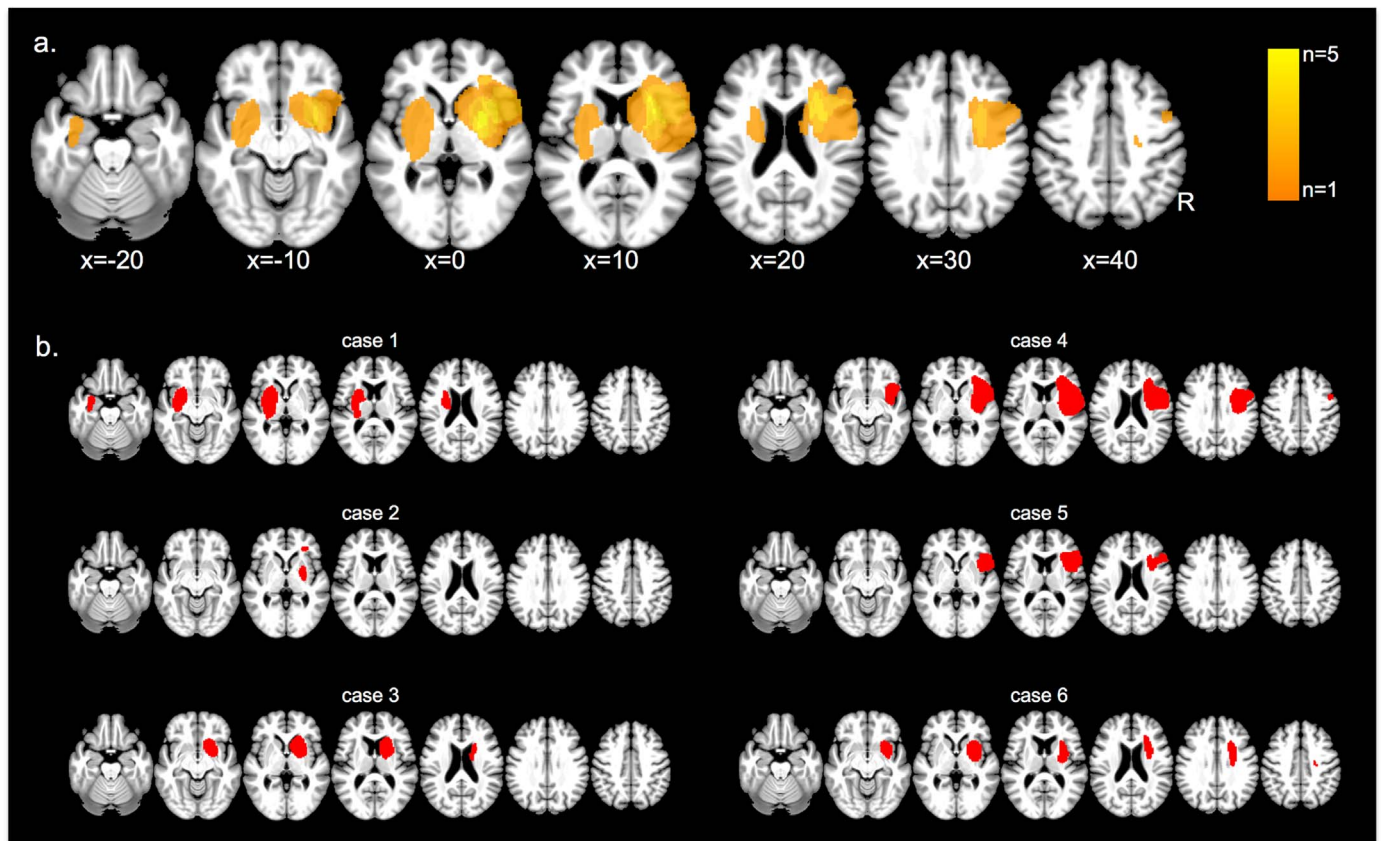 a.
n=5
n=1
R
x=-20 x=-10 x=0 x=10 x=20 x=30 x=40
b.
case 1
case 4
case 2
case 5
case 3
case 6